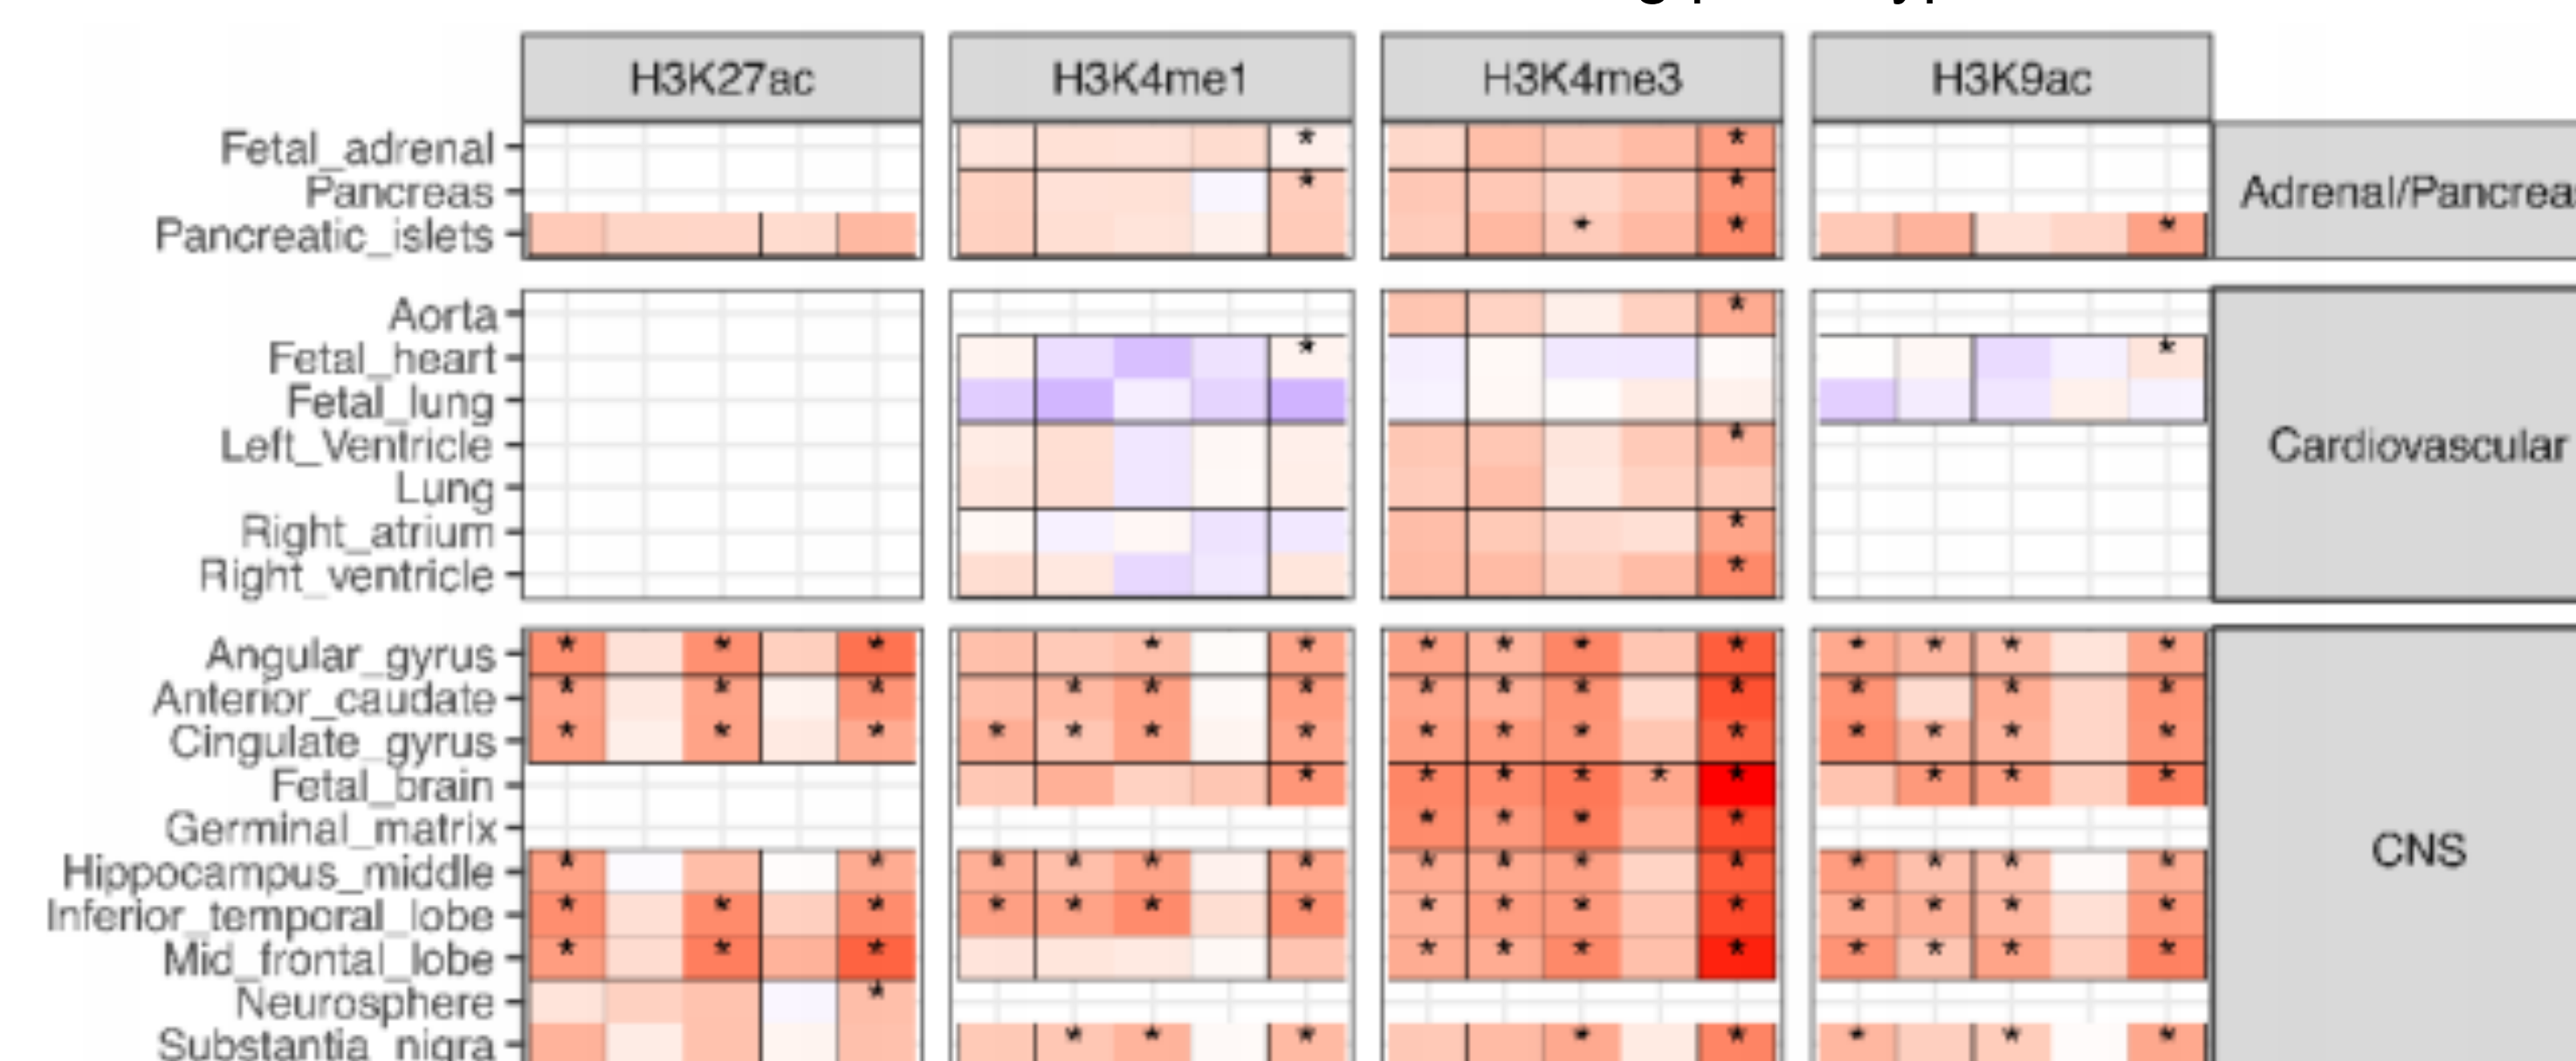 H3K27ac H3K4me1 H3K4me3 H3K9ac
Fetal_adrenal
Pancreas
Pancreatic_islets
Adrenal/Pancreas
Aorta
Fetal_heart
Fetal_lung
Left_Ventricle
Lung
Right_atrium
Right_ventricle
Cardiovascular
Angular_gyrus
Anterior_caudate
Cingulate_gyrus
Fetal_brain
Germinal_matrix
Hippocampus_middle
Inferior_temporal_lobe
Mid_frontal_lobe
Neurosphere
Substantia_nigra
CNS